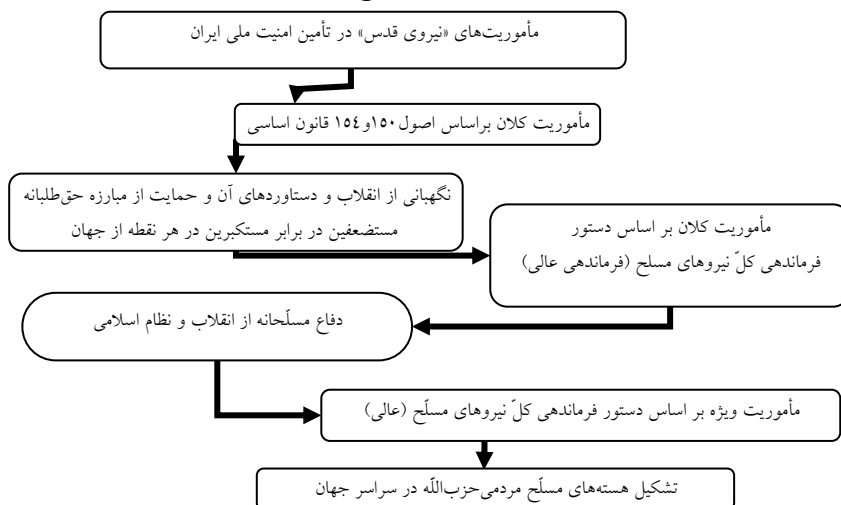 مأموریت‌های «نیروی قدس» در تأمین امنیت ملی ایران
مأموریت کلان براساس اصول ۱۵۰و۱۵٤ قانون اساسی
نگهبانی از انقلاب و دستاوردهای آن و حمایت از مبارزه حق‌طلبانه
مستضعفین در برابر مستکبرین در هر نقطه از جهان
مأموریت کلان بر اساس دستور
فرماندهی کلّ نیروهای مسلح (فرماندهی عالی)
دفاع مسلّحانه از انقلاب و نظام اسلامی
مأموریت ویژه بر اساس دستور فرماندهی کلّ نیروهای مسلّح (عالی)
تشکیل هسته‌های مسلّح مردمی‌حزب‌اللّه در سراسر جهان